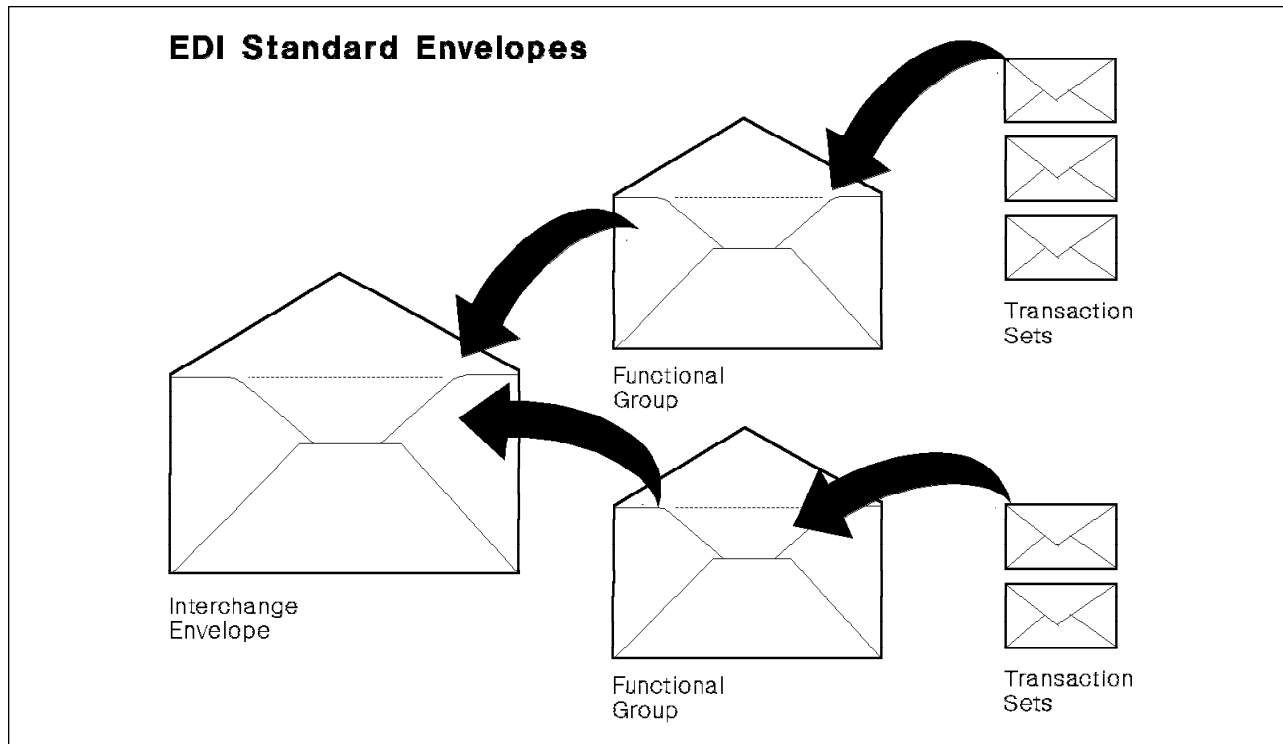 EDI Standard Envelopes
Transaction
Sets
Functional
Group
Interchange
Envelope
Functional
Group
Transaction
Sets